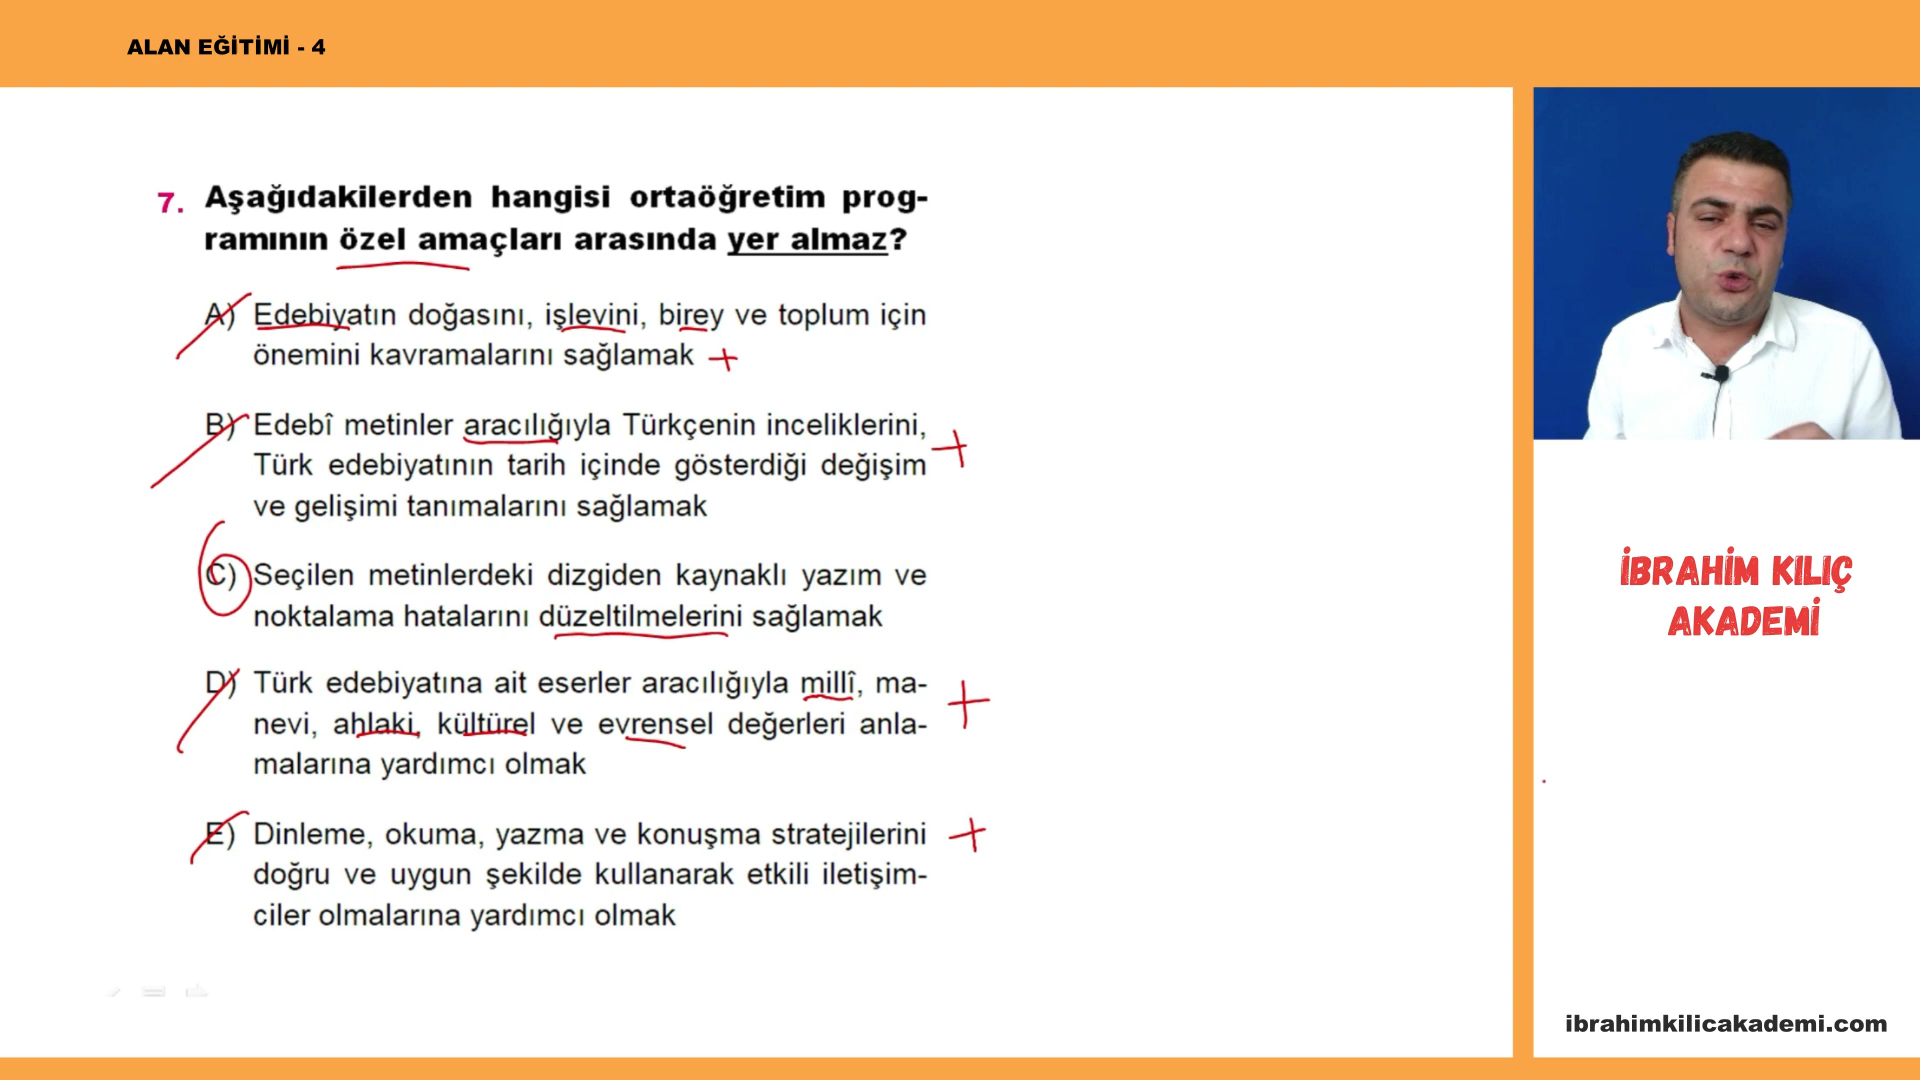 ALAN EĞİTİMİ - 4
7. Aşağıdakilerden hangisi ortaöğretim prog-
ramının özel amaçları arasında yer almaz?
A) Edebiyatın doğasını, işlevini, birey ve toplum için
önemini kavramalarını sağlamak +
B) Edebî metinler aracılığıyla Türkçenin inceliklerini, +
Türk edebiyatının tarih içinde gösterdiği değişim
ve gelişimi tanımalarını sağlamak
C) Seçilen metinlerdeki dizgiden kaynaklı yazım ve
noktalama hatalarını düzeltilmelerini sağlamak
D) Türk edebiyatına ait eserler aracılığıyla millî, ma- +
nevi, ahlaki, kültürel ve evrensel değerleri anla-
malarına yardımcı olmak
E) Dinleme, okuma, yazma ve konuşma stratejilerini +
doğru ve uygun şekilde kullanarak etkili iletişim-
ciler olmalarına yardımcı olmak
İBRAHİM KILIÇ
AKADEMİ
ibrahimkilicakademi.com